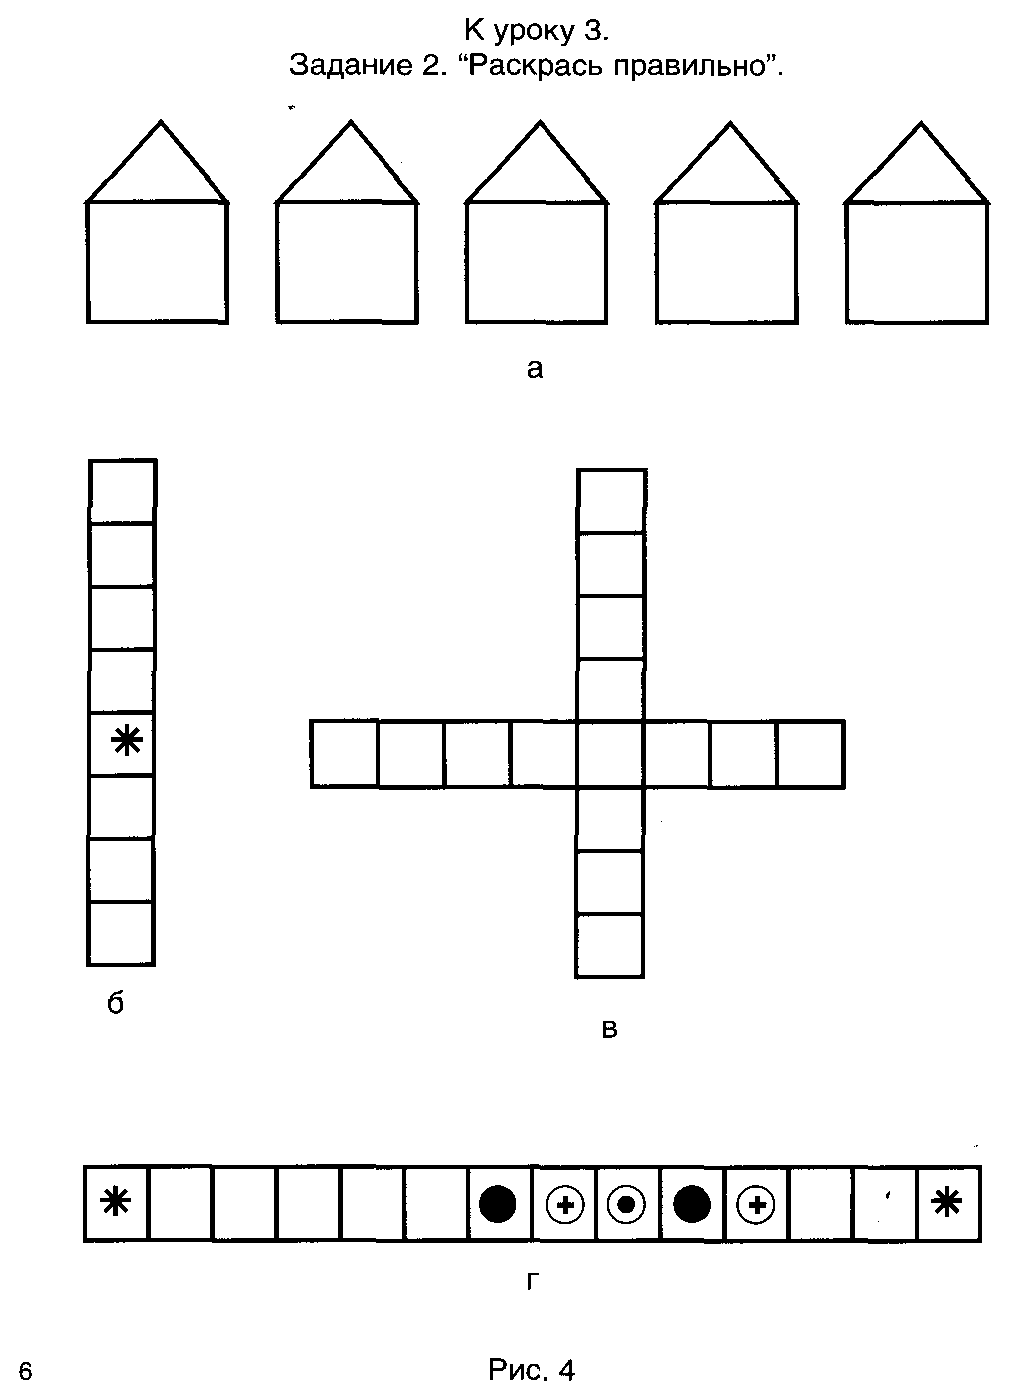 К уроку 3.
Задание 2. “Раскрась правильно”.
а
б
в
г
6
Рис. 4